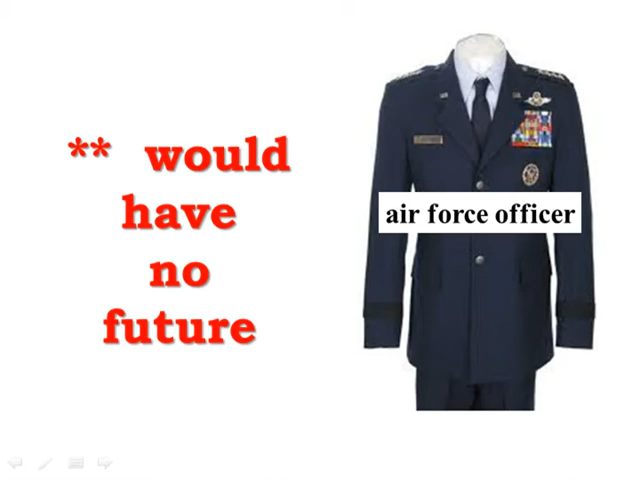 ** would
have
no
future
air force officer